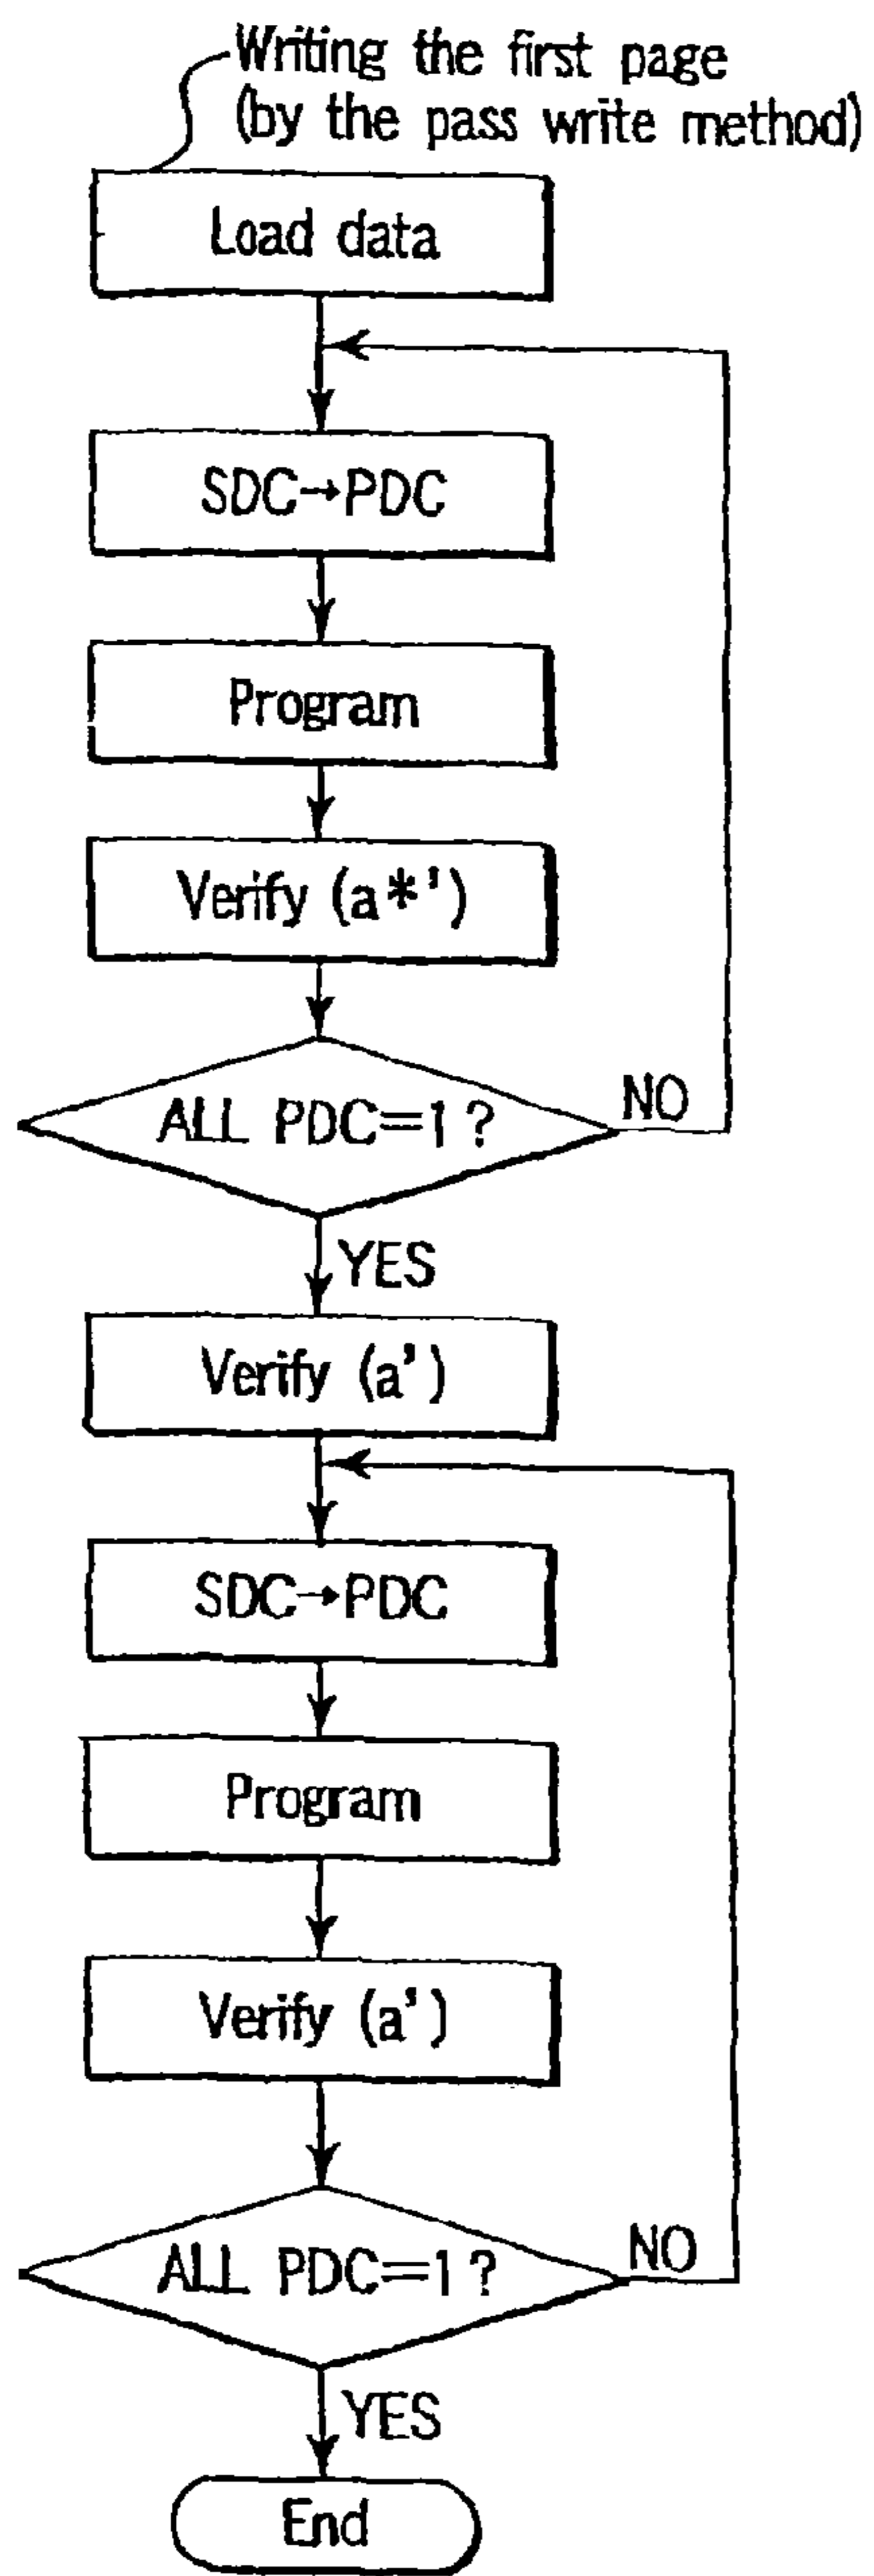 Writing the first page
(by the pass write method)
Load data
SDC→PDC
Program
Verify (a*')
ALL PDC=1?
NO
YES
Verify (a')
SDC→PDC
Program
Verify (a')
ALL PDC=1?
NO
YES
End